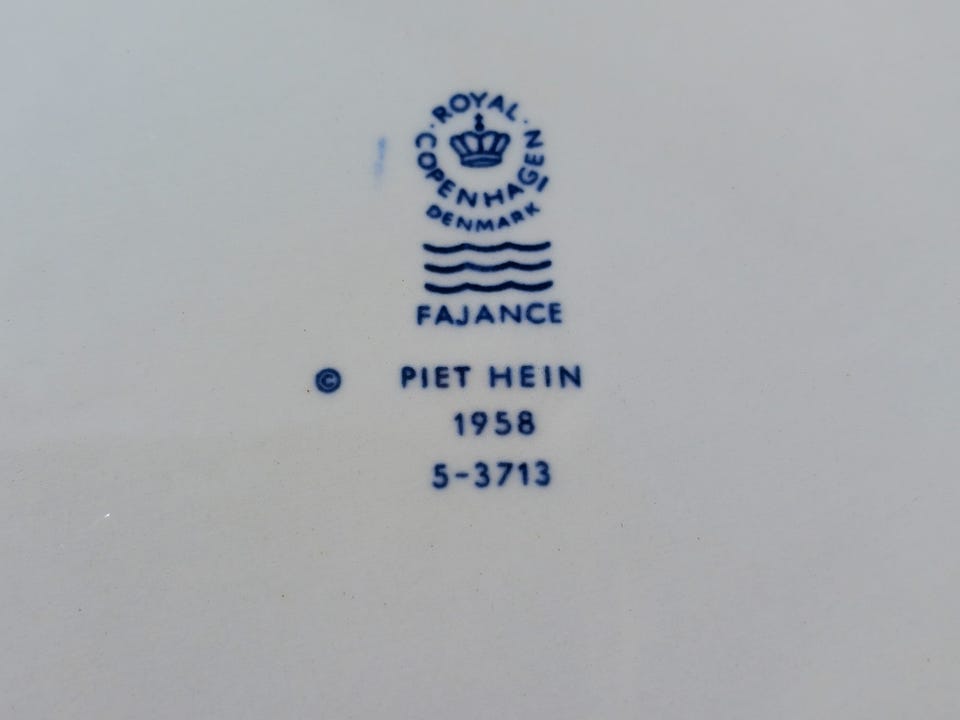 ROYAL
COPENHAGEN
DENMARK
FAJANCE
© PIET HEIN
1958
5-3713